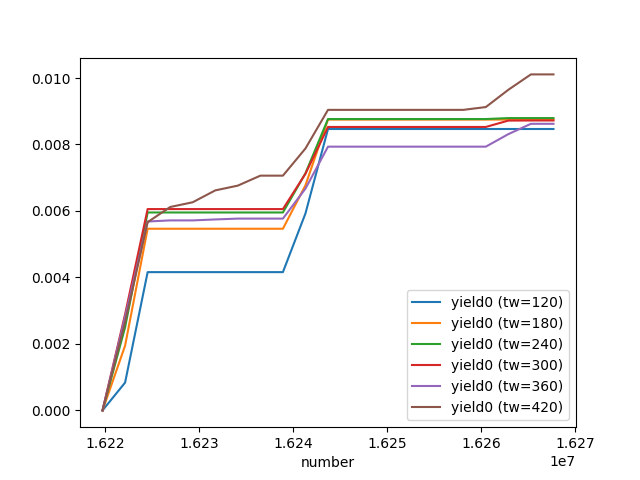 0.010
0.008
0.006
0.004
0.002
0.000
yield0 (tw=120)
yield0 (tw=180)
yield0 (tw=240)
yield0 (tw=300)
yield0 (tw=360)
yield0 (tw=420)
1.622 1.623 1.624 1.625 1.626 1.627
number
1e7